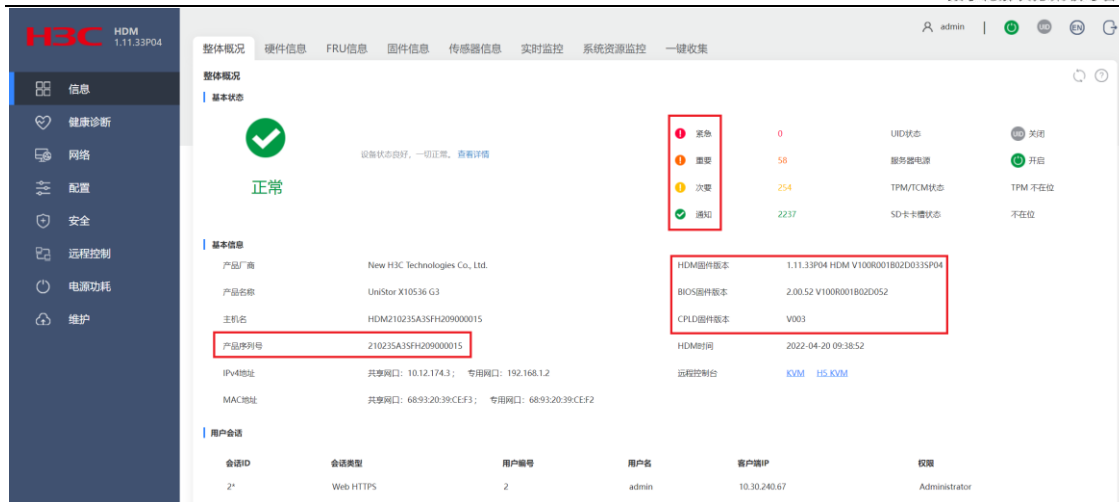 H3C HDM
1.11.33P04
admin | UID EN
整体概况 硬件信息 FRU信息 固件信息 传感器信息 实时监控 系统资源监控 一键收集
整体概况
信息
健康诊断
网络
配置
安全
远程控制
电源功耗
维护
基本状态
正常
设备状态良好，一切正常。 查看详情
紧急 0 UID状态 UID 关闭
重要 58 服务器电源 开启
次要 254 TPM/TCM状态 TPM 不在位
通知 2237 SD卡卡槽状态 不在位
基本信息
产品厂商 New H3C Technologies Co., Ltd. HDM固件版本 1.11.33P04 HDM V100R001B02D033SP04
产品名称 UniStor X10536 G3 BIOS固件版本 2.00.52 V100R001B02D052
主机名 HDM210235A3SFH209000015 CPLD固件版本 V003
产品序列号 210235A3SFH209000015 HDM时间 2022-04-20 09:38:52
IPv4地址 共享网口：10.12.174.3； 专用网口：192.168.1.2 远程控制台 KVM H5 KVM
MAC地址 共享网口：68:93:20:39:CE:F3； 专用网口：68:93:20:39:CE:F2
用户会话
会话ID 会话类型 用户编号 用户名 客户端IP 权限
2* Web HTTPS 2 admin 10.30.240.67 Administrator